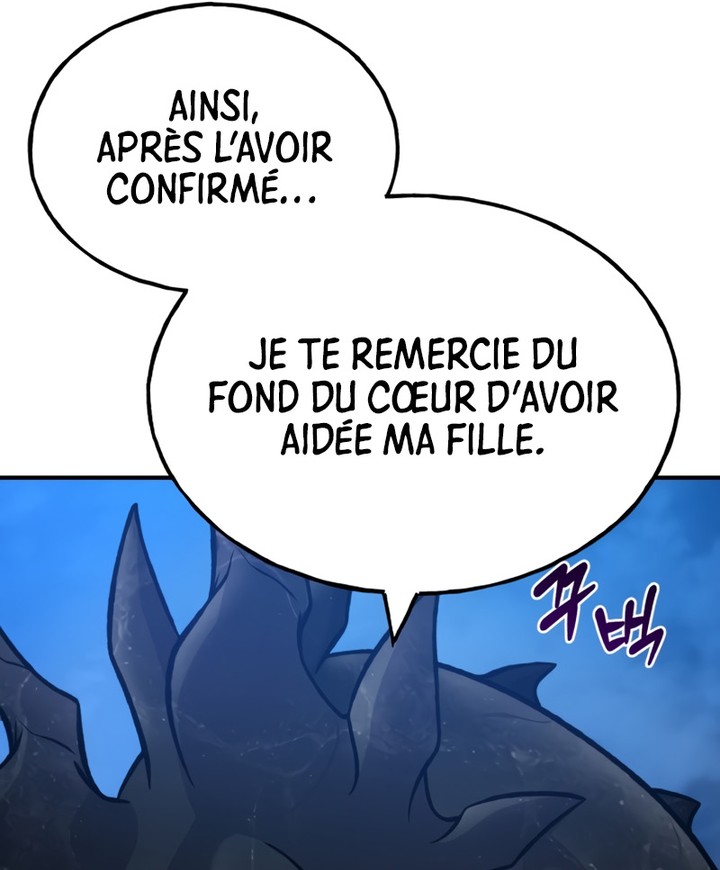 AINSI,
APRÈS L'AVOIR
CONFIRMÉ...
JE TE REMERCIE DU
FOND DU CŒUR D'AVOIR
AIDÉE MA FILLE.
꾸벅